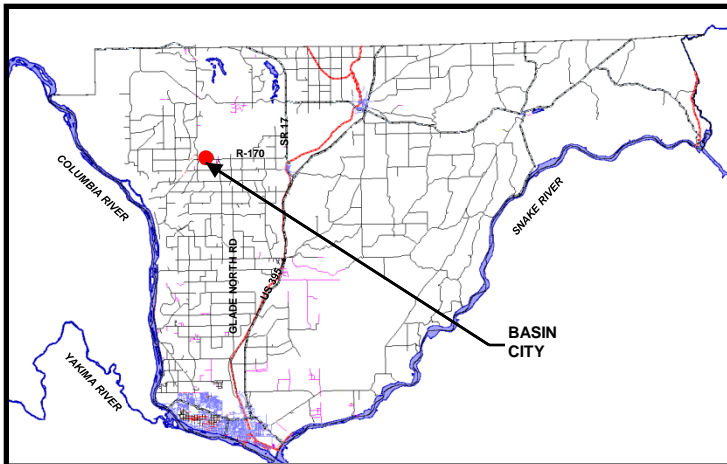 SR 17
R-170
COLUMBIA RIVER
SNAKE RIVER
GLADE NORTH RD
US 395
BASIN
CITY
YAKIMA RIVER